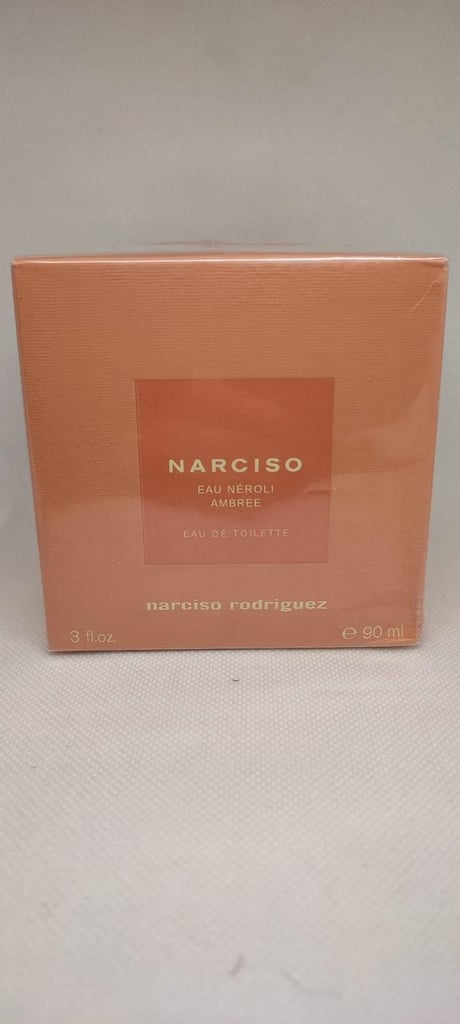 NARCISO
EAU NÉROLI
AMBRÉE
EAU DE TOILETTE
narciso rodriguez
3 fl.oz.
℮ 90 ml